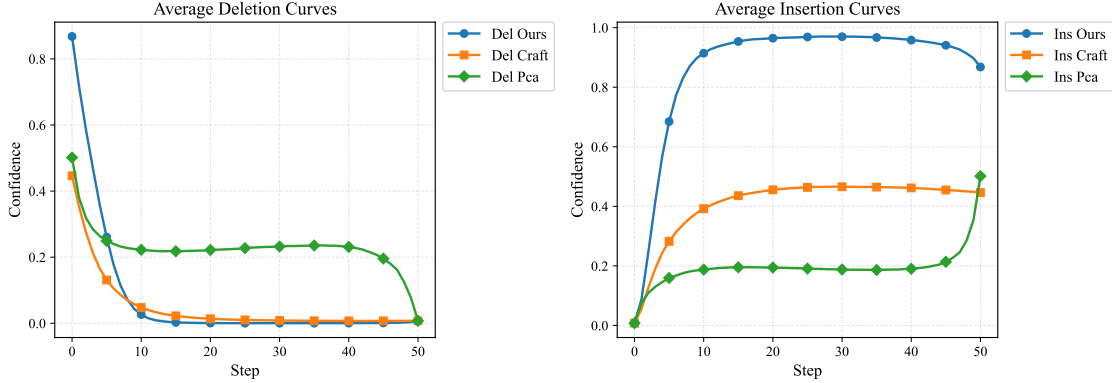 Average Deletion Curves
Confidence
0.8
0.6
0.4
0.2
0.0
0 10 20 30 40 50
Step
Del Ours
Del Craft
Del Pca
Average Insertion Curves
Confidence
1.0
0.8
0.6
0.4
0.2
0.0
0 10 20 30 40 50
Step
Ins Ours
Ins Craft
Ins Pca